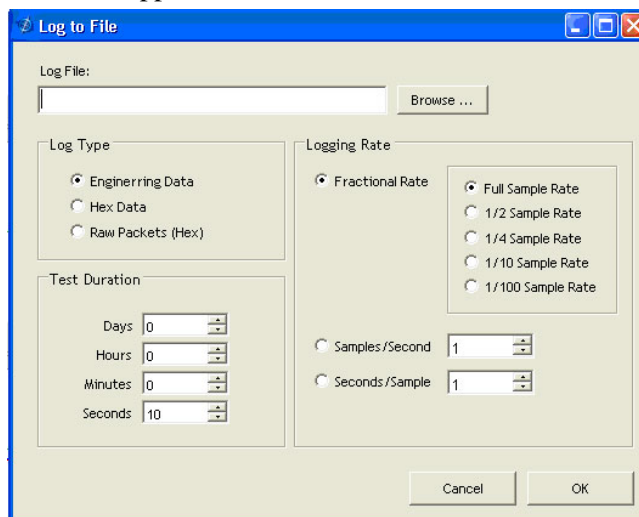 Log to File
Log File:
Browse ...
Log Type
Enginerring Data
Hex Data
Raw Packets (Hex)
Test Duration
Days 0
Hours 0
Minutes 0
Seconds 10
Logging Rate
Fractional Rate
Full Sample Rate
1/2 Sample Rate
1/4 Sample Rate
1/10 Sample Rate
1/100 Sample Rate
Samples/Second 1
Seconds/Sample 1
Cancel
OK